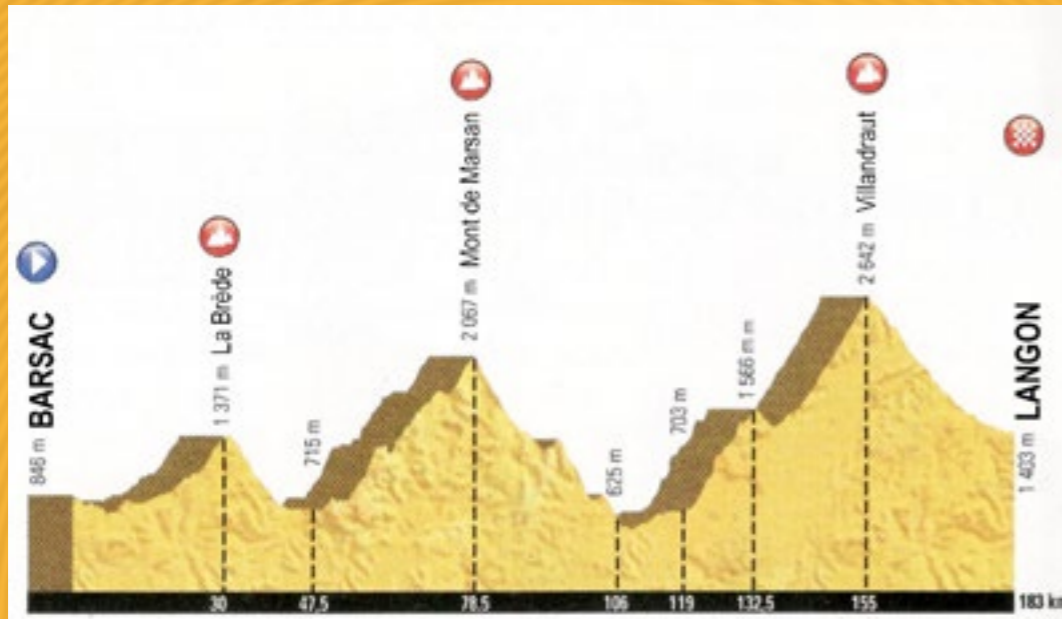 846 m BARSAC
1 371 m La Brède
715 m
2 067 m Mont de Marsan
625 m
703 m
1 566 m m
2 642 m Villandraut
1 403 m LANGON
30 47,5 78,5 106 119 132,5 155 183 km